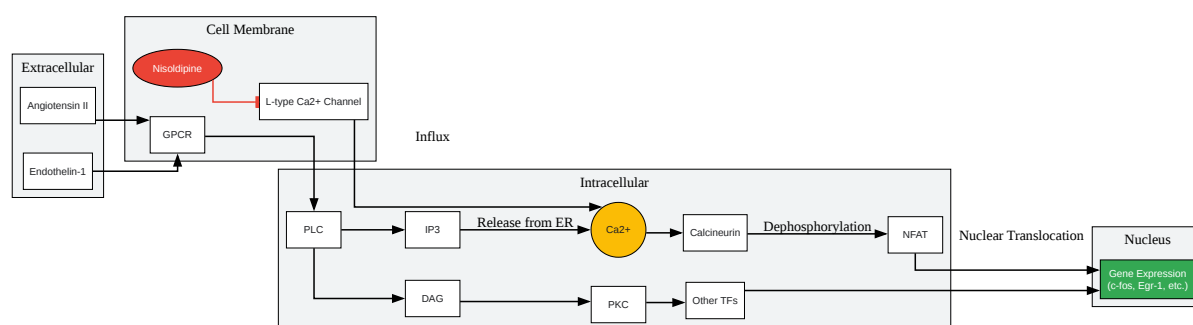 Cell Membrane
Extracellular
Nisoldipine
Angiotensin II
L-type Ca2+ Channel
GPCR
Influx
Endothelin-1
Intracellular
PLC
IP3
Release from ER
Ca2+
Calcineurin
Dephosphorylation
NFAT
Nuclear Translocation
Nucleus
Gene Expression
(c-fos, Egr-1, etc.)
DAG
PKC
Other TFs